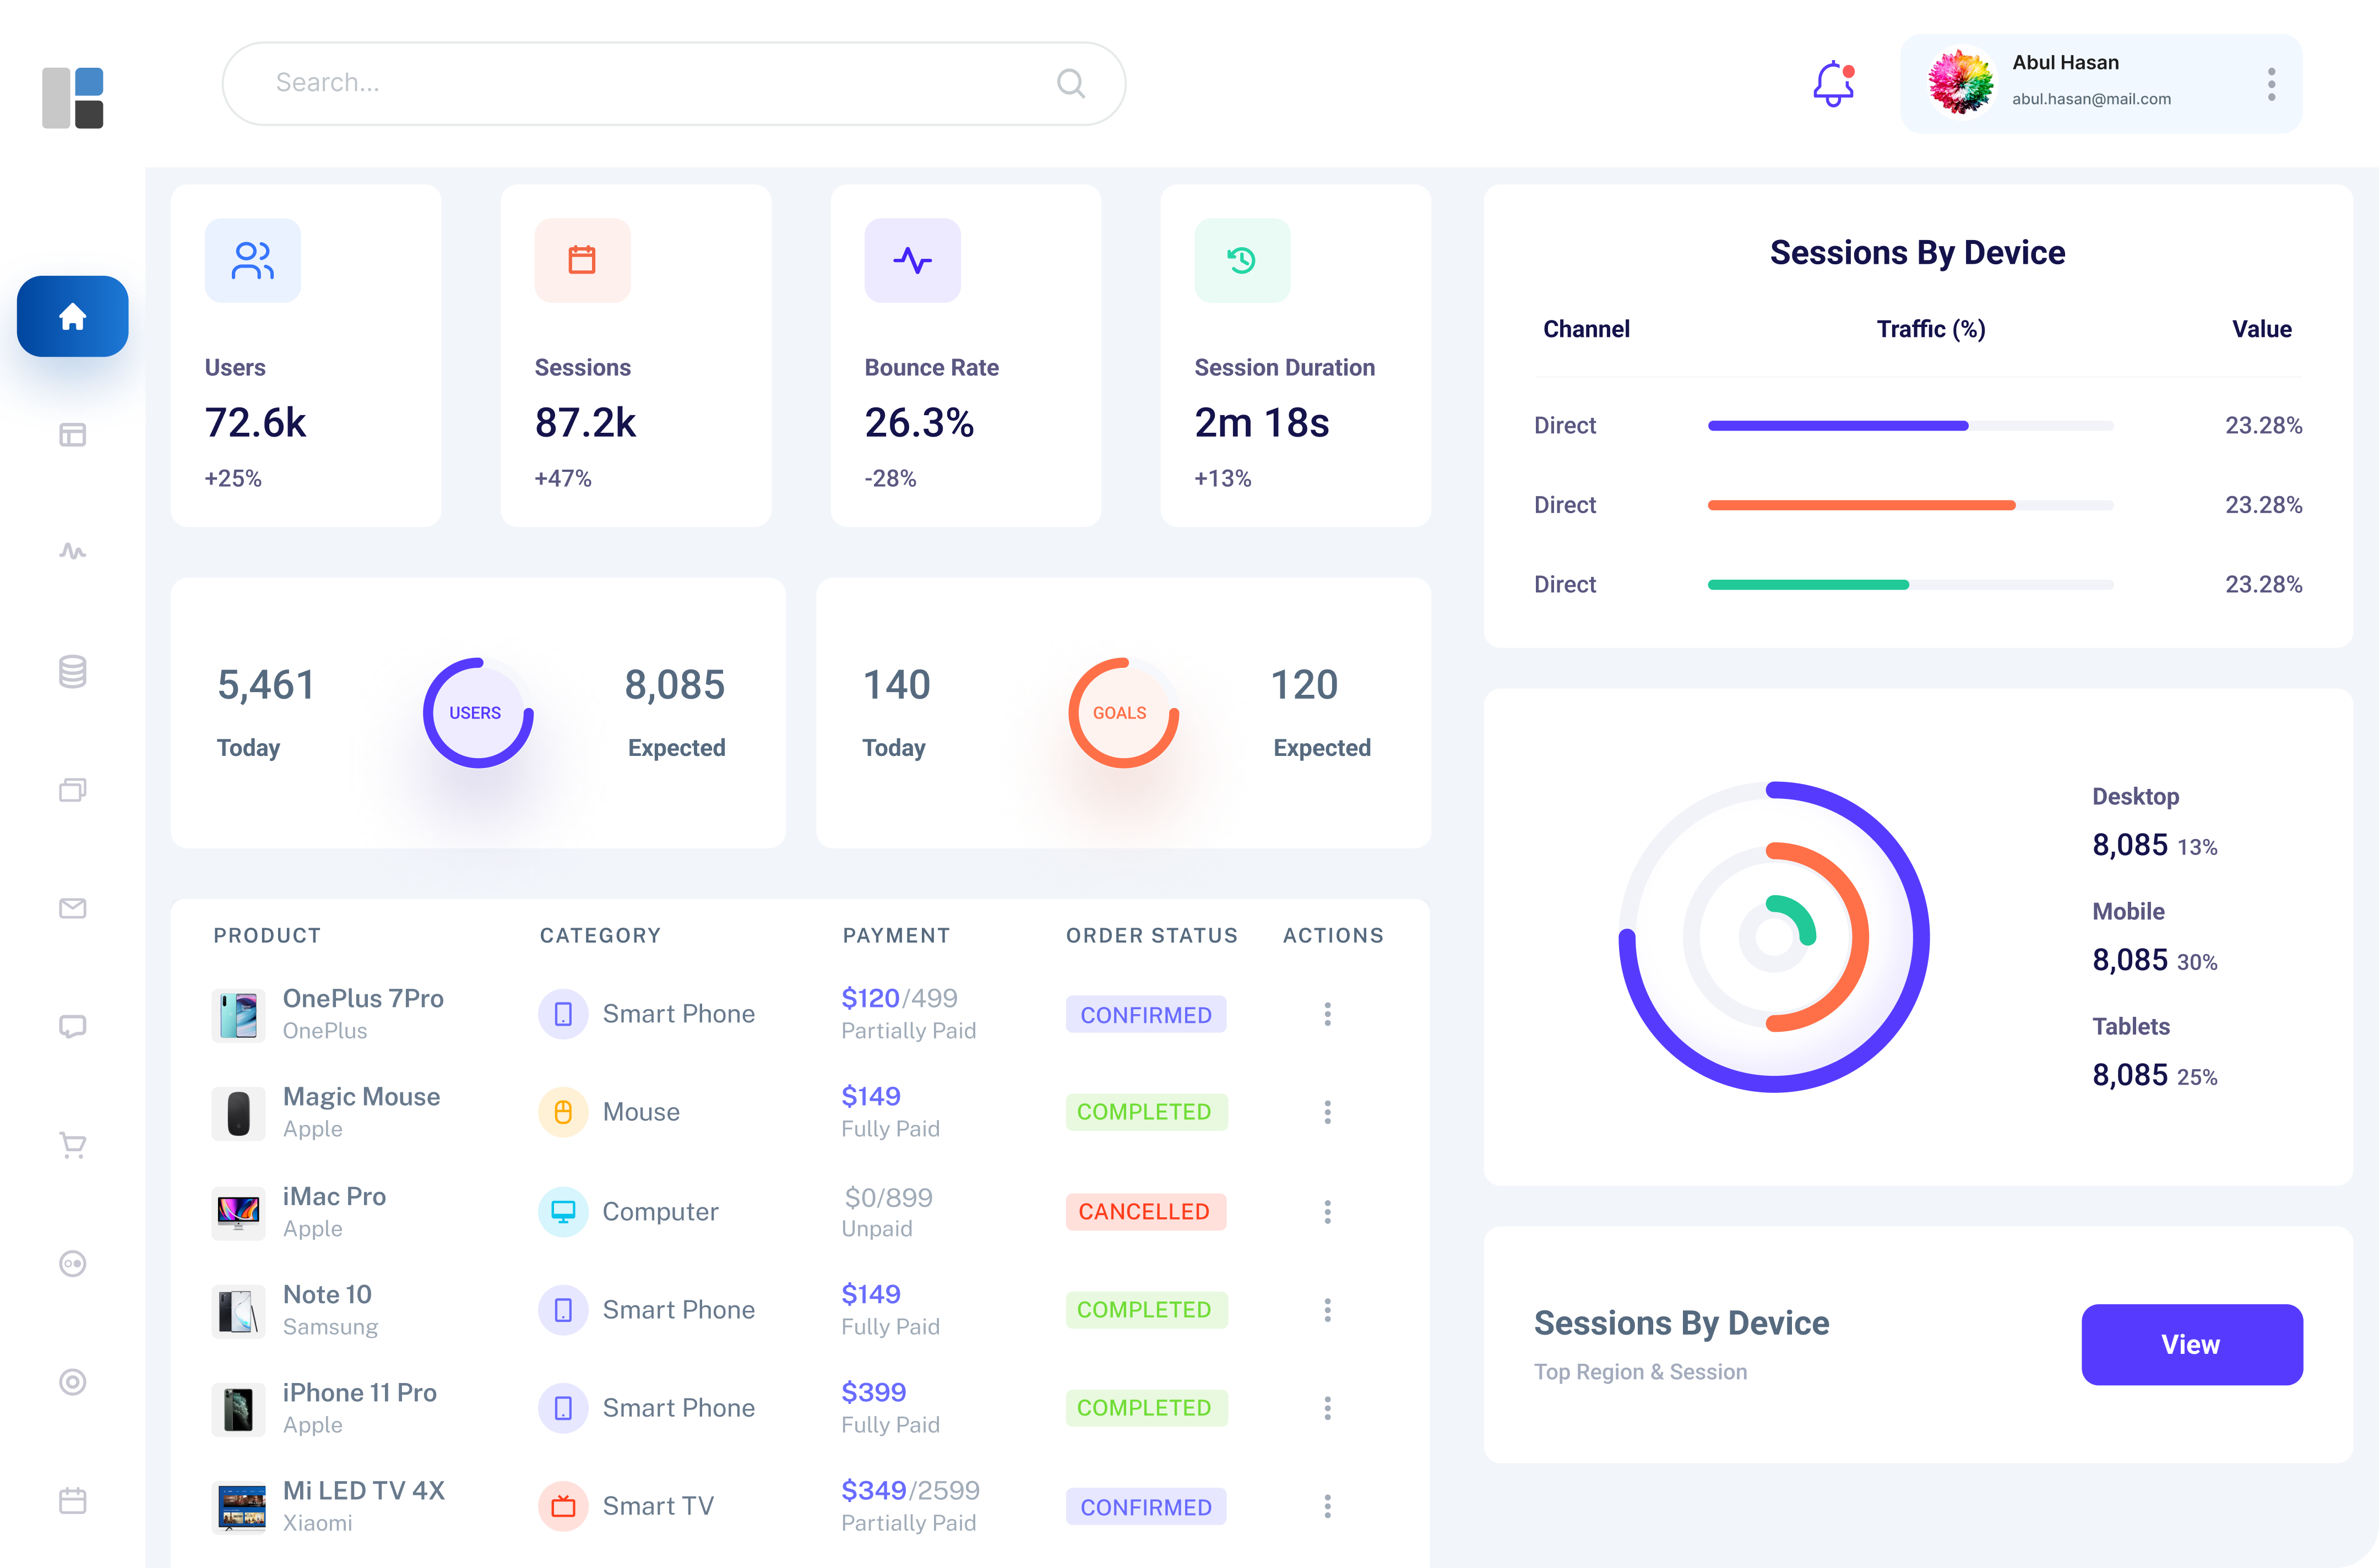 Search...
Abul Hasan
abul.hasan@mail.com
Users
72.6k
+25%
Sessions
87.2k
+47%
Bounce Rate
26.3%
-28%
Session Duration
2m 18s
+13%
Sessions By Device
Channel Traffic (%) Value
Direct 23.28%
Direct 23.28%
Direct 23.28%
5,461
Today
USERS
8,085
Expected
140
Today
GOALS
120
Expected
Desktop
8,085 13%
Mobile
8,085 30%
Tablets
8,085 25%
PRODUCT CATEGORY PAYMENT ORDER STATUS ACTIONS
OnePlus 7Pro
OnePlus
Smart Phone
$120/499
Partially Paid
CONFIRMED
Magic Mouse
Apple
Mouse
$149
Fully Paid
COMPLETED
iMac Pro
Apple
Computer
$0/899
Unpaid
CANCELLED
Note 10
Samsung
Smart Phone
$149
Fully Paid
COMPLETED
iPhone 11 Pro
Apple
Smart Phone
$399
Fully Paid
COMPLETED
Mi LED TV 4X
Xiaomi
Smart TV
$349/2599
Partially Paid
CONFIRMED
Sessions By Device
Top Region & Session
View